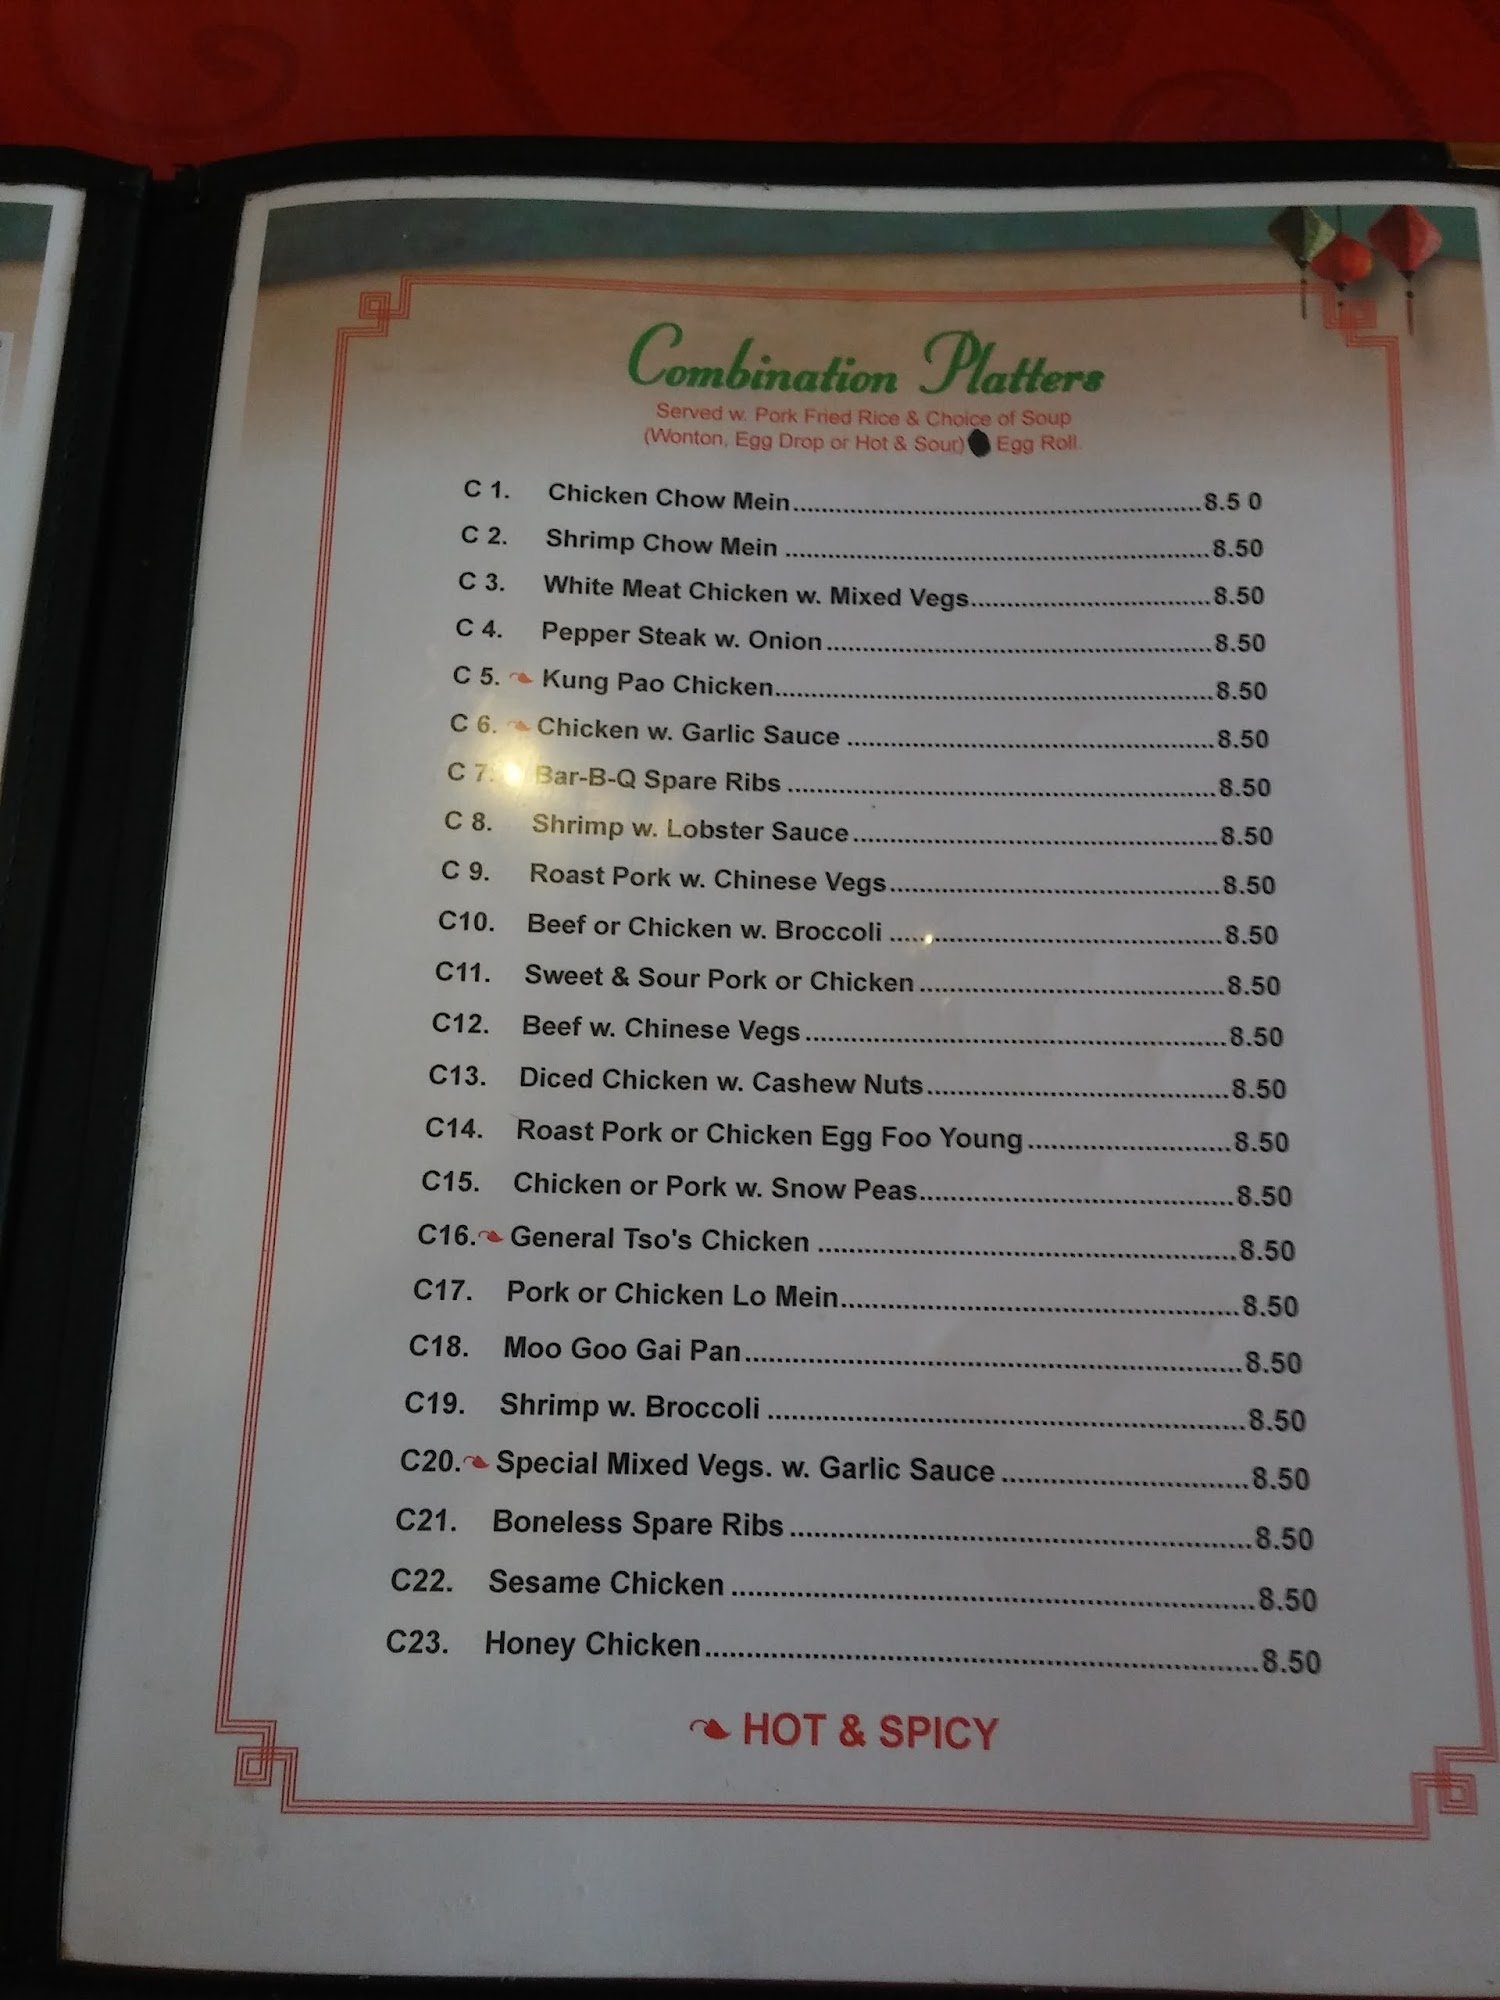 Combination Platters
Served w. Pork Fried Rice & Choice of Soup
(Wonton, Egg Drop or Hot & Sour) Egg Roll
C 1. Chicken Chow Mein 8.5 0
C 2. Shrimp Chow Mein 8.50
C 3. White Meat Chicken w. Mixed Vegs 8.50
C 4. Pepper Steak w. Onion 8.50
C 5. Kung Pao Chicken 8.50
C 6. Chicken w. Garlic Sauce 8.50
C 7. Bar-B-Q Spare Ribs 8.50
C 8. Shrimp w. Lobster Sauce 8.50
C 9. Roast Pork w. Chinese Vegs 8.50
C10. Beef or Chicken w. Broccoli 8.50
C11. Sweet & Sour Pork or Chicken 8.50
C12. Beef w. Chinese Vegs 8.50
C13. Diced Chicken w. Cashew Nuts 8.50
C14. Roast Pork or Chicken Egg Foo Young 8.50
C15. Chicken or Pork w. Snow Peas 8.50
C16. General Tso's Chicken 8.50
C17. Pork or Chicken Lo Mein 8.50
C18. Moo Goo Gai Pan 8.50
C19. Shrimp w. Broccoli 8.50
C20. Special Mixed Vegs. w. Garlic Sauce 8.50
C21. Boneless Spare Ribs 8.50
C22. Sesame Chicken 8.50
C23. Honey Chicken 8.50
HOT & SPICY